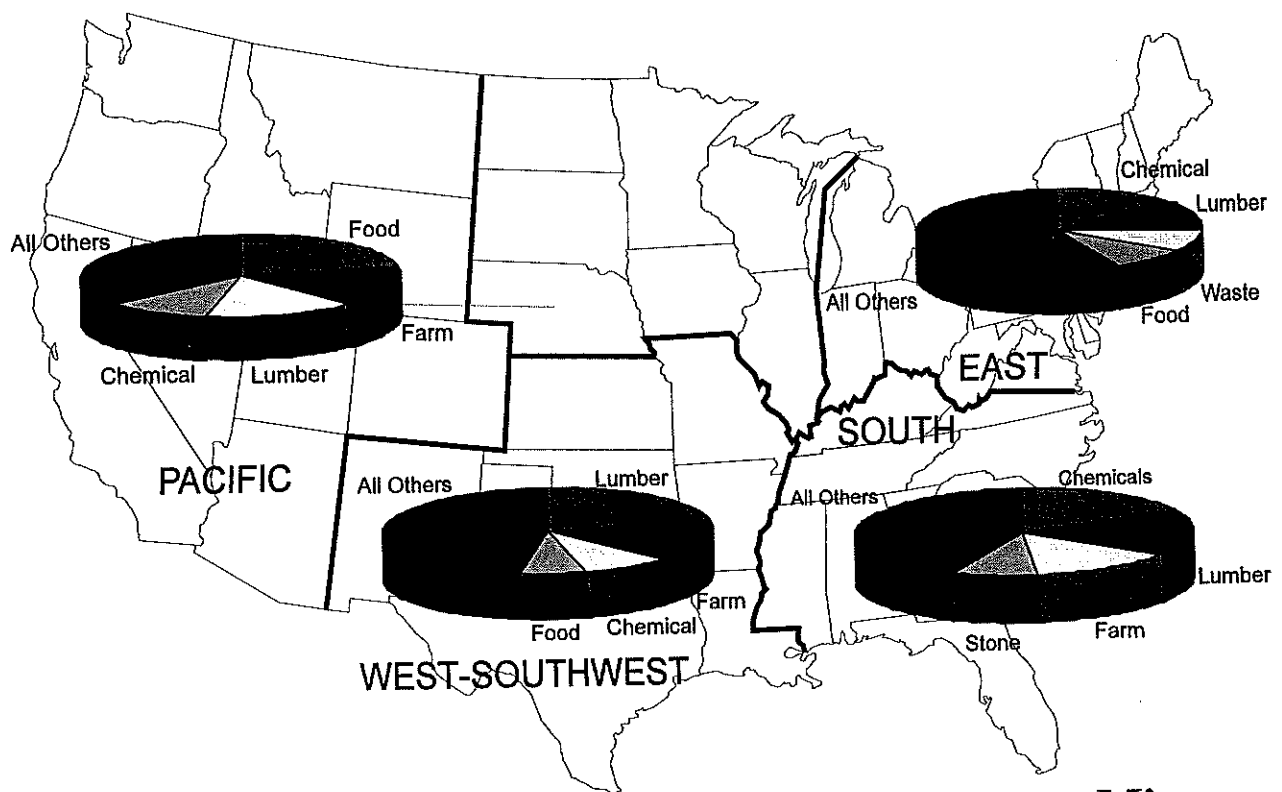 Chemical
Lumber
All Others
Food
All Others
Waste
Farm
Food
Chemical
Lumber
EAST
SOUTH
PACIFIC
All Others
Lumber
All Others
Chemicals
Farm
Lumber
Food
Chemical
Stone
Farm
WEST-SOUTHWEST